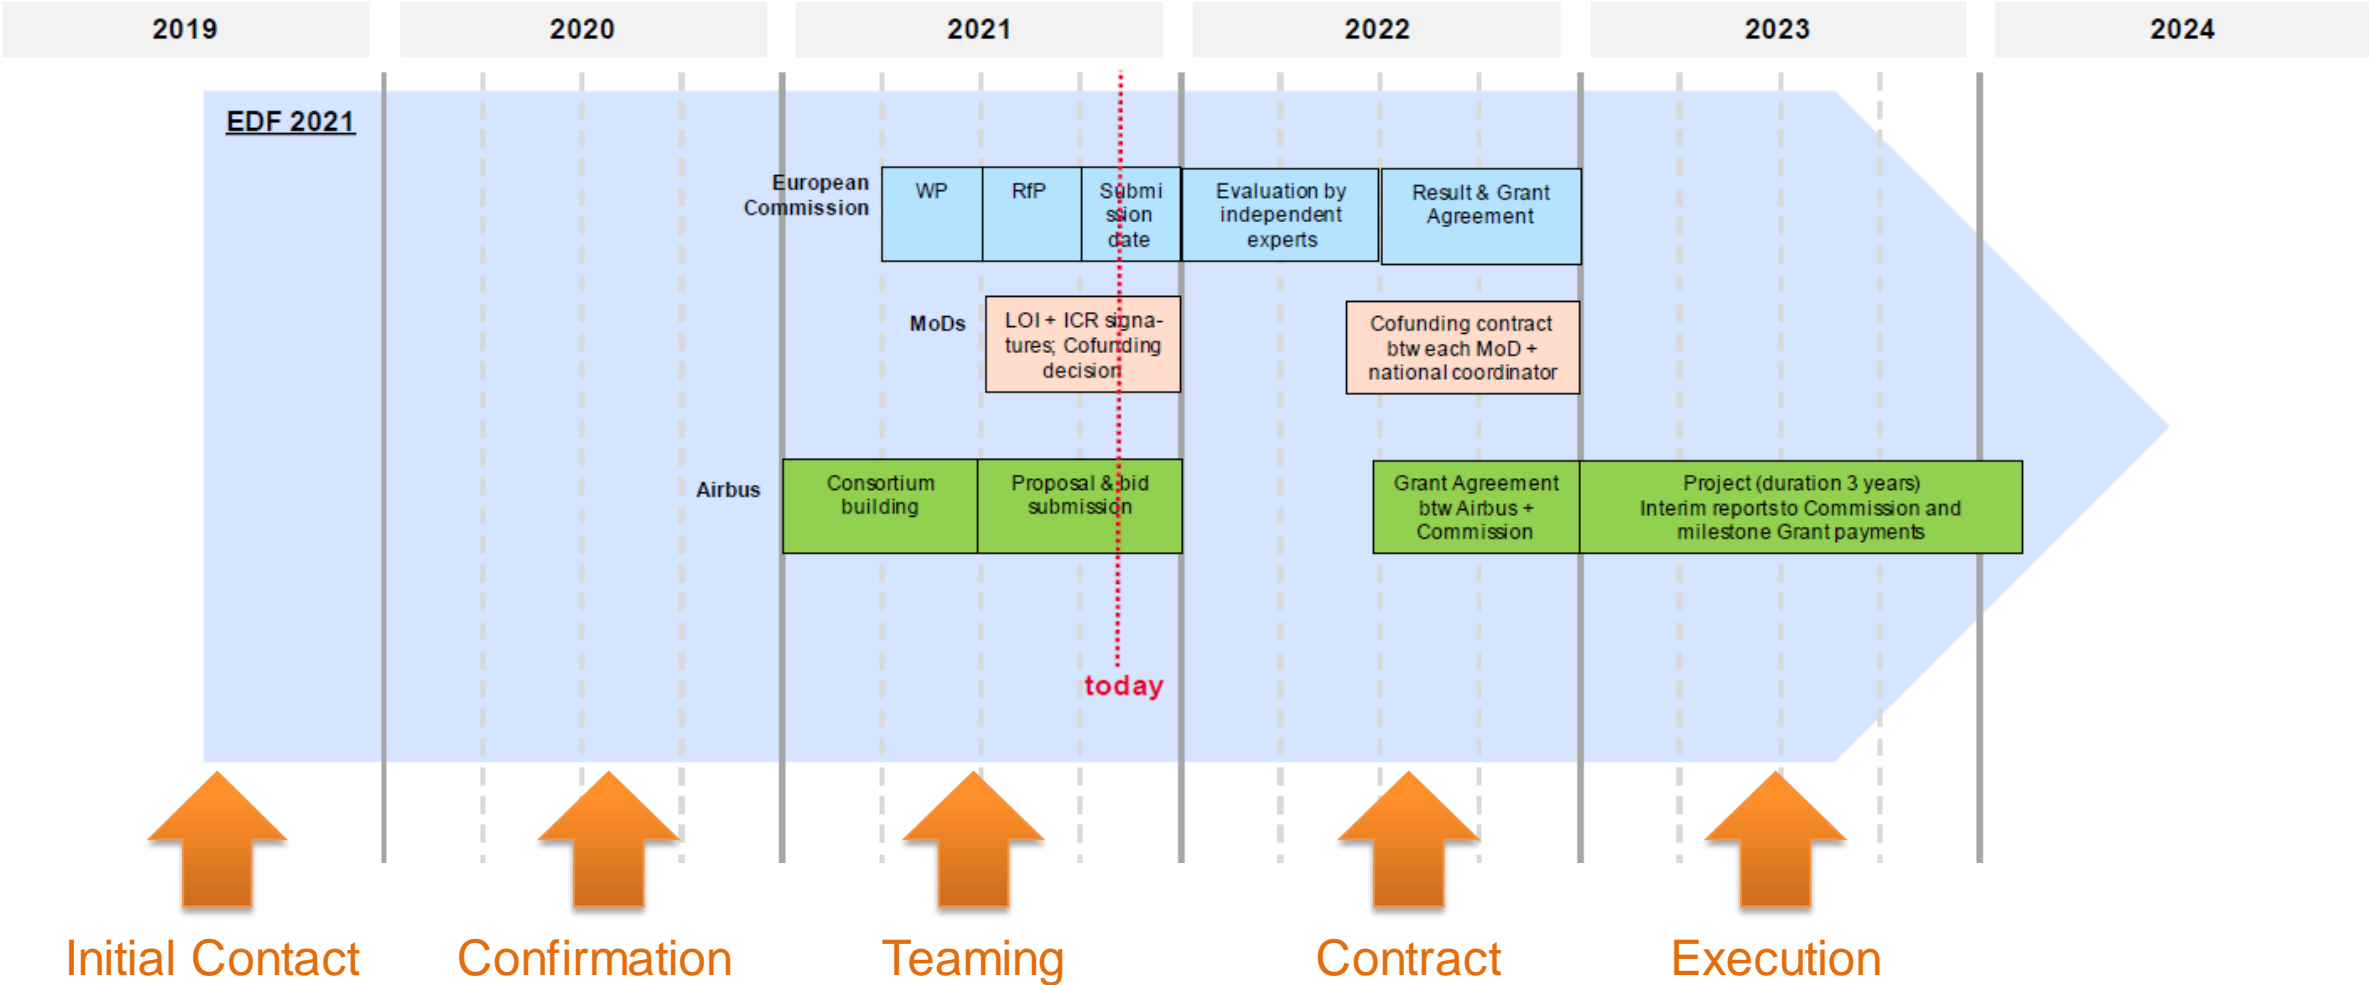 2019
2020
2021
2022
2023
2024
EDF 2021
European
Commission
WP
RfP
Submi
ssion
date
Evaluation by
independent
experts
Result & Grant
Agreement
MoDs
LOI + ICR signa-
tures; Cofunding
decision
Cofunding contract
btw each MoD +
national coordinator
Airbus
Consortium
building
Proposal & bid
submission
Grant Agreement
btw Airbus +
Commission
Project (duration 3 years)
Interim reports to Commission and
milestone Grant payments
today
Initial Contact
Confirmation
Teaming
Contract
Execution